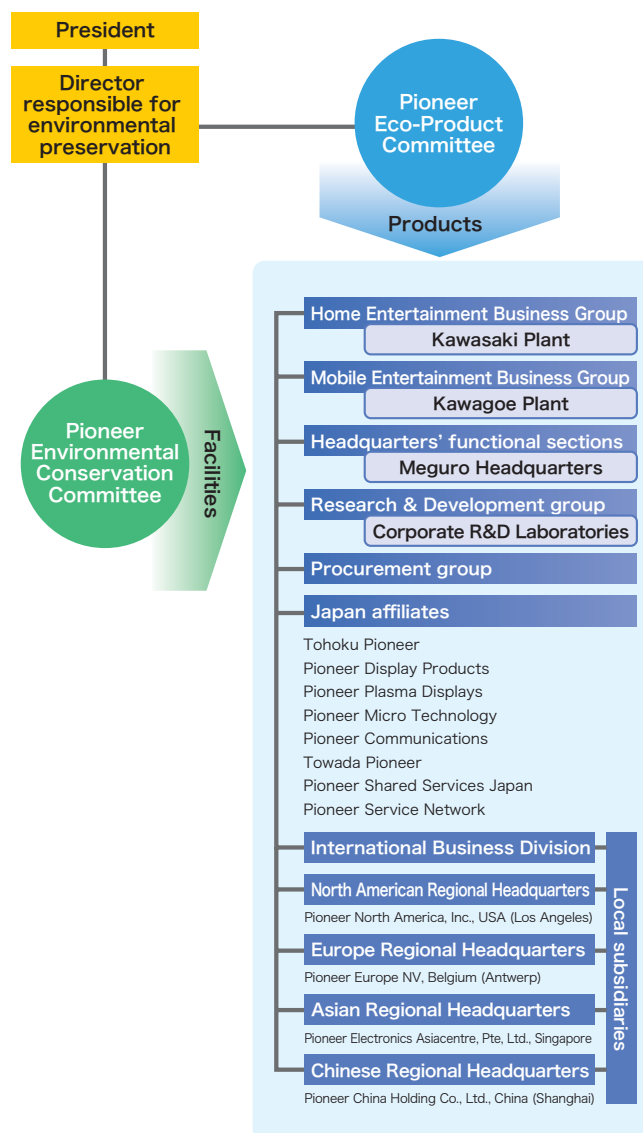 President
Director
responsible for
environmental
preservation
Pioneer
Eco-Product
Committee
Products
Pioneer
Environmental
Conservation
Committee
Facilities
Home Entertainment Business Group
Kawasaki Plant
Mobile Entertainment Business Group
Kawagoe Plant
Headquarters' functional sections
Meguro Headquarters
Research & Development group
Corporate R&D Laboratories
Procurement group
Japan affiliates
Tohoku Pioneer
Pioneer Display Products
Pioneer Plasma Displays
Pioneer Micro Technology
Pioneer Communications
Towada Pioneer
Pioneer Shared Services Japan
Pioneer Service Network
International Business Division
North American Regional Headquarters
Pioneer North America, Inc., USA (Los Angeles)
Europe Regional Headquarters
Pioneer Europe NV, Belgium (Antwerp)
Asian Regional Headquarters
Pioneer Electronics Asiacentre, Pte, Ltd., Singapore
Chinese Regional Headquarters
Pioneer China Holding Co., Ltd., China (Shanghai)
Local subsidiaries